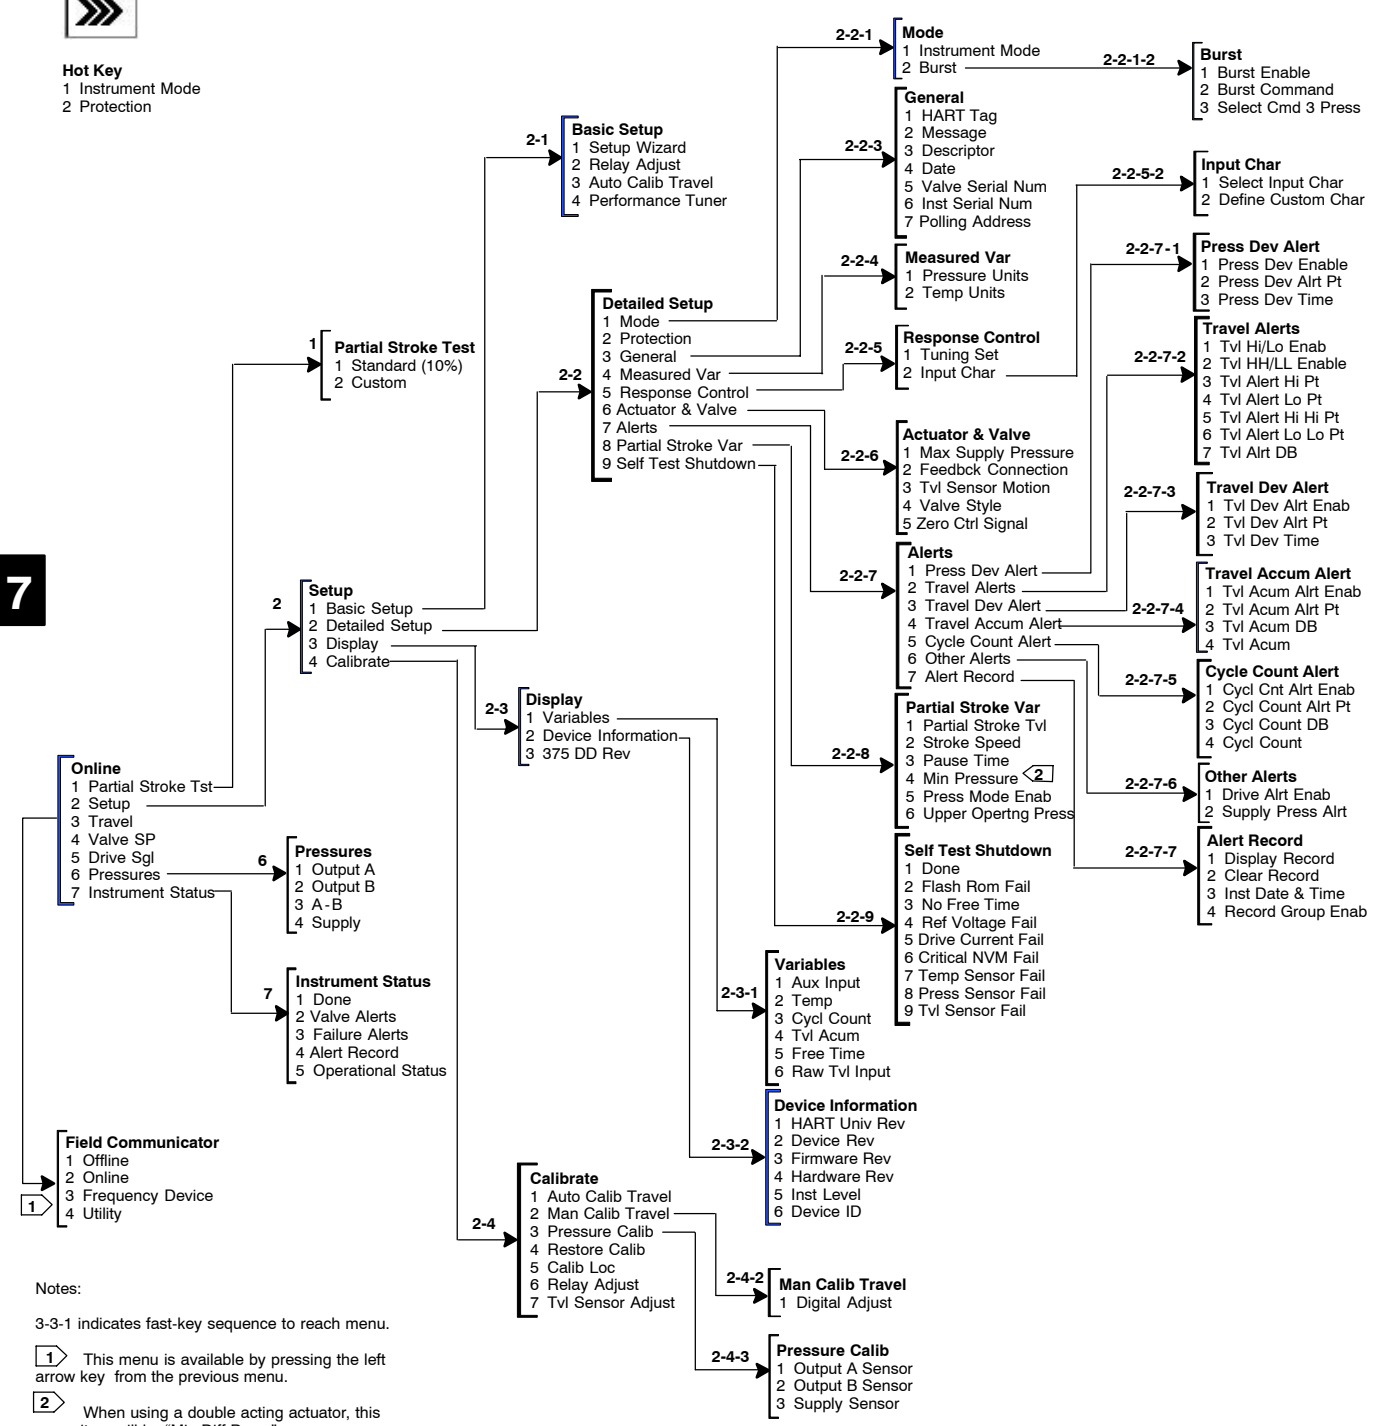 Hot Key
1 Instrument Mode
2 Protection
7
Online
1 Partial Stroke Tst
2 Setup
3 Travel
4 Valve SP
5 Drive Sgl
6 Pressures
7 Instrument Status
Field Communicator
1 Offline
2 Online
3 Frequency Device
4 Utility
1
1
Partial Stroke Test
1 Standard (10%)
2 Custom
2
Setup
1 Basic Setup
2 Detailed Setup
3 Display
4 Calibrate
6
Pressures
1 Output A
2 Output B
3 A-B
4 Supply
7
Instrument Status
1 Done
2 Valve Alerts
3 Failure Alerts
4 Alert Record
5 Operational Status
2-1
Basic Setup
1 Setup Wizard
2 Relay Adjust
3 Auto Calib Travel
4 Performance Tuner
2-2
Detailed Setup
1 Mode
2 Protection
3 General
4 Measured Var
5 Response Control
6 Actuator & Valve
7 Alerts
8 Partial Stroke Var
9 Self Test Shutdown
2-3
Display
1 Variables
2 Device Information
3 375 DD Rev
2-4
Calibrate
1 Auto Calib Travel
2 Man Calib Travel
3 Pressure Calib
4 Restore Calib
5 Calib Loc
6 Relay Adjust
7 Tvl Sensor Adjust
2-2-1
Mode
1 Instrument Mode
2 Burst
2-2-3
General
1 HART Tag
2 Message
3 Descriptor
4 Date
5 Valve Serial Num
6 Inst Serial Num
7 Polling Address
2-2-4
Measured Var
1 Pressure Units
2 Temp Units
2-2-5
Response Control
1 Tuning Set
2 Input Char
2-2-6
Actuator & Valve
1 Max Supply Pressure
2 Feedbck Connection
3 Tvl Sensor Motion
4 Valve Style
5 Zero Ctrl Signal
2-2-7
Alerts
1 Press Dev Alert
2 Travel Alerts
3 Travel Dev Alert
4 Travel Accum Alert
5 Cycle Count Alert
6 Other Alerts
7 Alert Record
2-2-8
Partial Stroke Var
1 Partial Stroke Tvl
2 Stroke Speed
3 Pause Time
4 Min Pressure 2
5 Press Mode Enab
6 Upper Opertng Press
2-2-9
Self Test Shutdown
1 Done
2 Flash Rom Fail
3 No Free Time
4 Ref Voltage Fail
5 Drive Current Fail
6 Critical NVM Fail
7 Temp Sensor Fail
8 Press Sensor Fail
9 Tvl Sensor Fail
2-3-1
Variables
1 Aux Input
2 Temp
3 Cycl Count
4 Tvl Acum
5 Free Time
6 Raw Tvl Input
2-3-2
Device Information
1 HART Univ Rev
2 Device Rev
3 Firmware Rev
4 Hardware Rev
5 Inst Level
6 Device ID
2-4-2
Man Calib Travel
1 Digital Adjust
2-4-3
Pressure Calib
1 Output A Sensor
2 Output B Sensor
3 Supply Sensor
2-2-1-2
Burst
1 Burst Enable
2 Burst Command
3 Select Cmd 3 Press
2-2-5-2
Input Char
1 Select Input Char
2 Define Custom Char
2-2-7-1
Press Dev Alert
1 Press Dev Enable
2 Press Dev Alrt Pt
3 Press Dev Time
2-2-7-2
Travel Alerts
1 Tvl Hi/Lo Enab
2 Tvl HH/LL Enable
3 Tvl Alert Hi Pt
4 Tvl Alert Lo Pt
5 Tvl Alert Hi Hi Pt
6 Tvl Alert Lo Lo Pt
7 Tvl Alrt DB
2-2-7-3
Travel Dev Alert
1 Tvl Dev Alrt Enab
2 Tvl Dev Alrt Pt
3 Tvl Dev Time
2-2-7-4
Travel Accum Alert
1 Tvl Acum Alrt Enab
2 Tvl Acum Alrt Pt
3 Tvl Acum DB
4 Tvl Acum
2-2-7-5
Cycle Count Alert
1 Cycl Cnt Alrt Enab
2 Cycl Count Alrt Pt
3 Cycl Count DB
4 Cycl Count
2-2-7-6
Other Alerts
1 Drive Alrt Enab
2 Supply Press Alrt
2-2-7-7
Alert Record
1 Display Record
2 Clear Record
3 Inst Date & Time
4 Record Group Enab
Notes:
3-3-1 indicates fast-key sequence to reach menu.
1 This menu is available by pressing the left
arrow key from the previous menu.
2 When using a double acting actuator, this